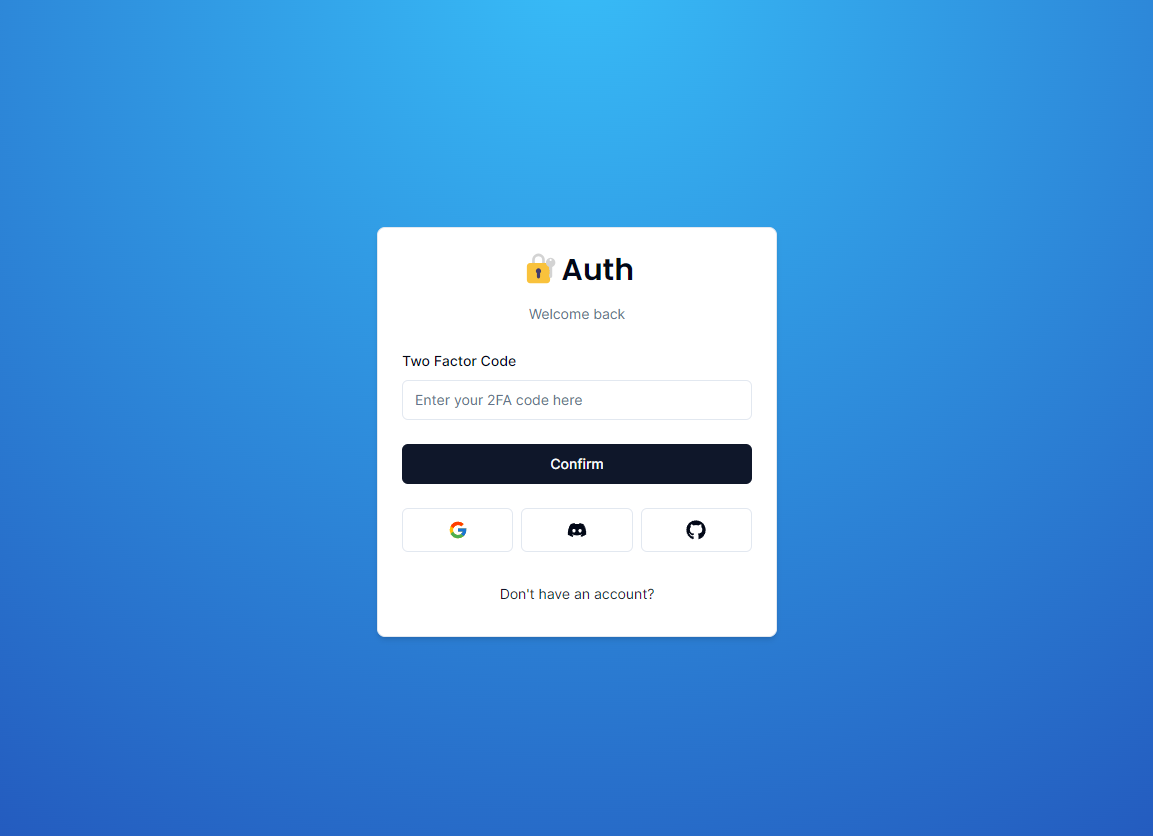 🔐 Auth
Welcome back
Two Factor Code
Enter your 2FA code here
Confirm
Don't have an account?